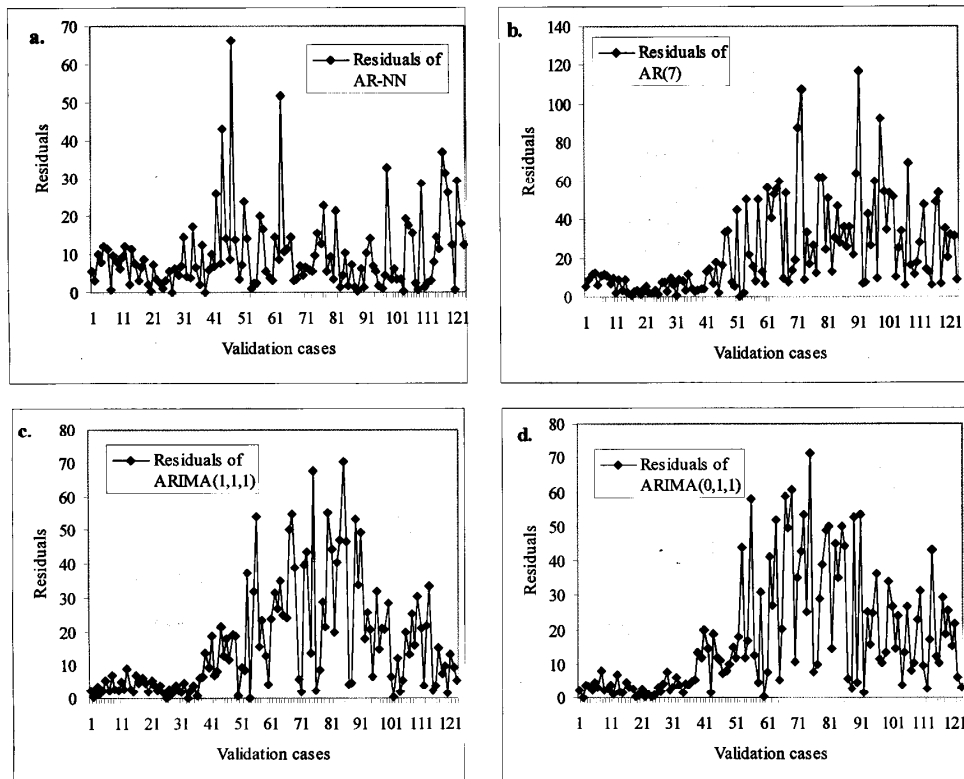 a.
70
60
50
40
30
20
10
0
Residuals
Residuals of
AR-NN
1 11 21 31 41 51 61 71 81 91 101 111 121
Validation cases
b.
140
120
100
80
60
40
20
0
Residuals
Residuals of
AR(7)
1 11 21 31 41 51 61 71 81 91 101 111 121
Validation cases
c.
80
70
60
50
40
30
20
10
0
Residuals
Residuals of
ARIMA(1,1,1)
1 11 21 31 41 51 61 71 81 91 101 111 121
Validation cases
d.
80
70
60
50
40
30
20
10
0
Residuals
Residuals of
ARIMA(0,1,1)
1 11 21 31 41 51 61 71 81 91 101 111 121
Validation cases